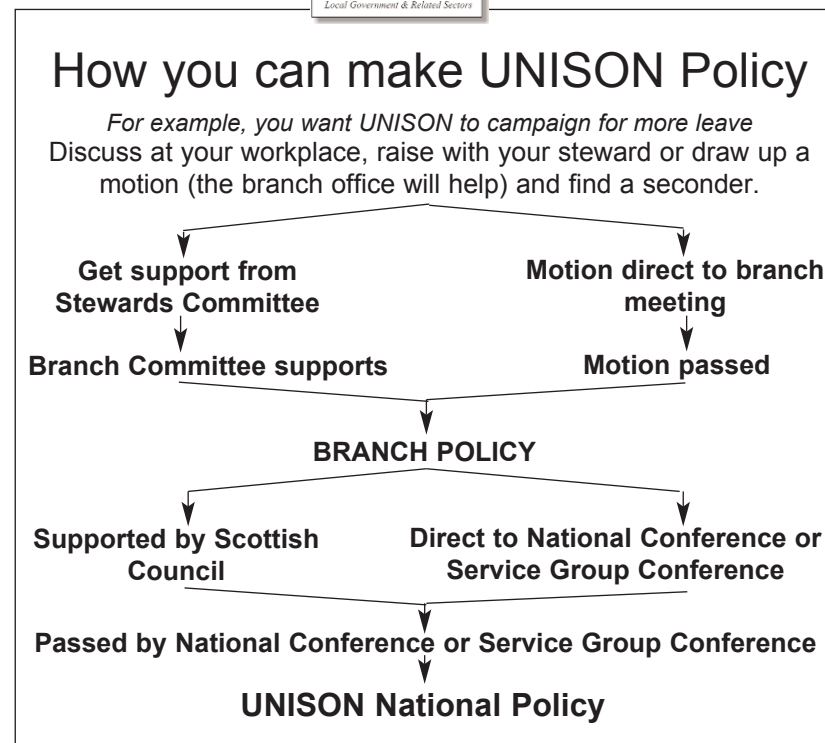 Local Government & Related Sectors
How you can make UNISON Policy
For example, you want UNISON to campaign for more leave
Discuss at your workplace, raise with your steward or draw up a
motion (the branch office will help) and find a seconder.
Get support from
Stewards Committee
Motion direct to branch
meeting
Branch Committee supports
Motion passed
BRANCH POLICY
Supported by Scottish
Council
Direct to National Conference or
Service Group Conference
Passed by National Conference or Service Group Conference
UNISON National Policy